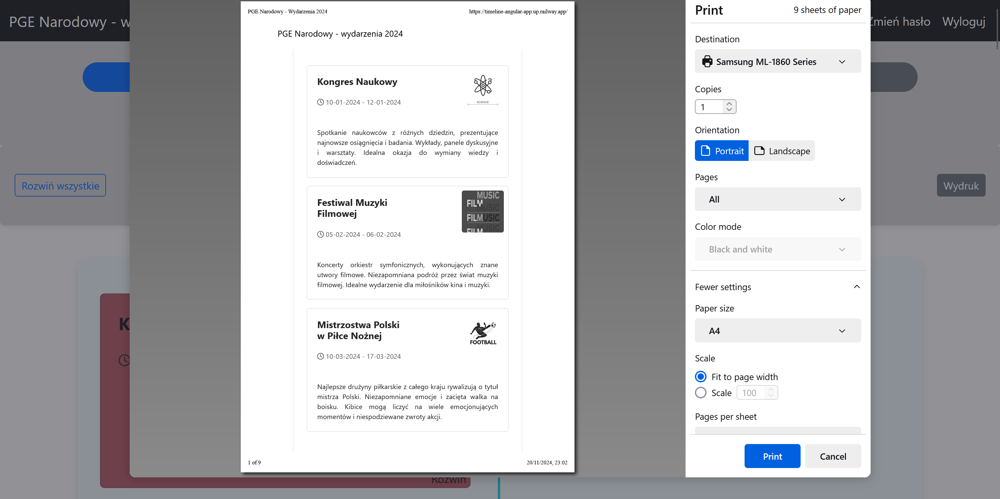 PGE Narodowy - w
Zmień hasło
Wyloguj
Rozwiń wszystkie
Wydruk
K
Rozwiń
PGE Narodowy - Wydarzenia 2024
https://timeline-angular-app.up.railway.app/
PGE Narodowy - wydarzenia 2024
Kongres Naukowy
10-01-2024 - 12-01-2024
SCIENCE
Spotkanie naukowców z różnych dziedzin, prezentujące
najnowsze osiągnięcia i badania. Wykłady, panele dyskusyjne
i warsztaty. Idealna okazja do wymiany wiedzy i
doświadczeń.
Festiwal Muzyki
Filmowej
05-02-2024 - 06-02-2024
MUSIC
FILM
MUSIC
FILMUSIC
MUSIC
FILM
Koncerty orkiestr symfonicznych, wykonujących znane
utwory filmowe. Niezapomniana podróż przez świat muzyki
filmowej. Idealne wydarzenie dla miłośników kina i muzyki.
Mistrzostwa Polski
w Piłce Nożnej
10-03-2024 - 17-03-2024
FOOTBALL
Najlepsze drużyny piłkarskie z całego kraju rywalizują o tytuł
mistrza Polski. Niezapomniane emocje i zacięta walka na
boisku. Kibice mogą liczyć na wiele emocjonujących
momentów i niespodziewane zwroty akcji.
1 of 9
20/11/2024, 23:02
Print
9 sheets of paper
Destination
Samsung ML-1860 Series
Copies
1
Orientation
Portrait
Landscape
Pages
All
Color mode
Black and white
Fewer settings
Paper size
A4
Scale
Fit to page width
Scale 100
Pages per sheet
Print
Cancel